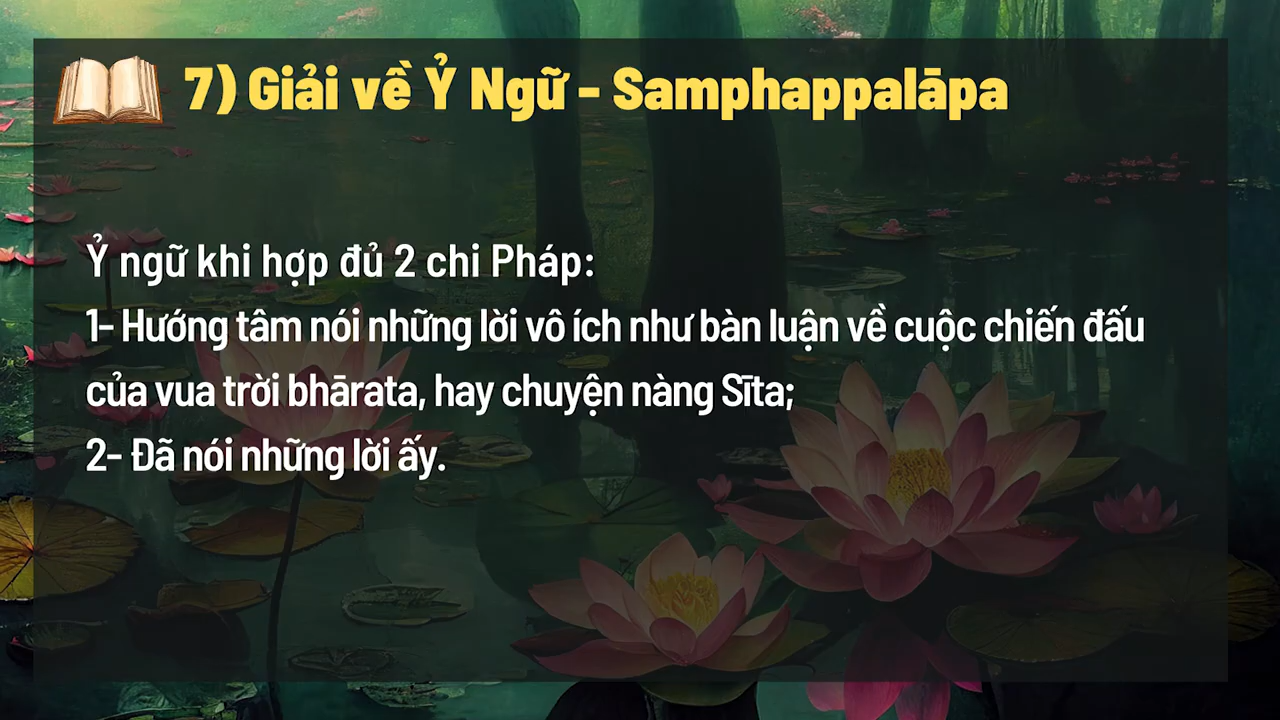 7) Giải về Ỷ Ngữ - Samphappalāpa
Ỷ ngữ khi hợp đủ 2 chi Pháp:
1- Hướng tâm nói những lời vô ích như bàn luận về cuộc chiến đấu
của vua trời bhārata, hay chuyện nàng Sīta;
2- Đã nói những lời ấy.